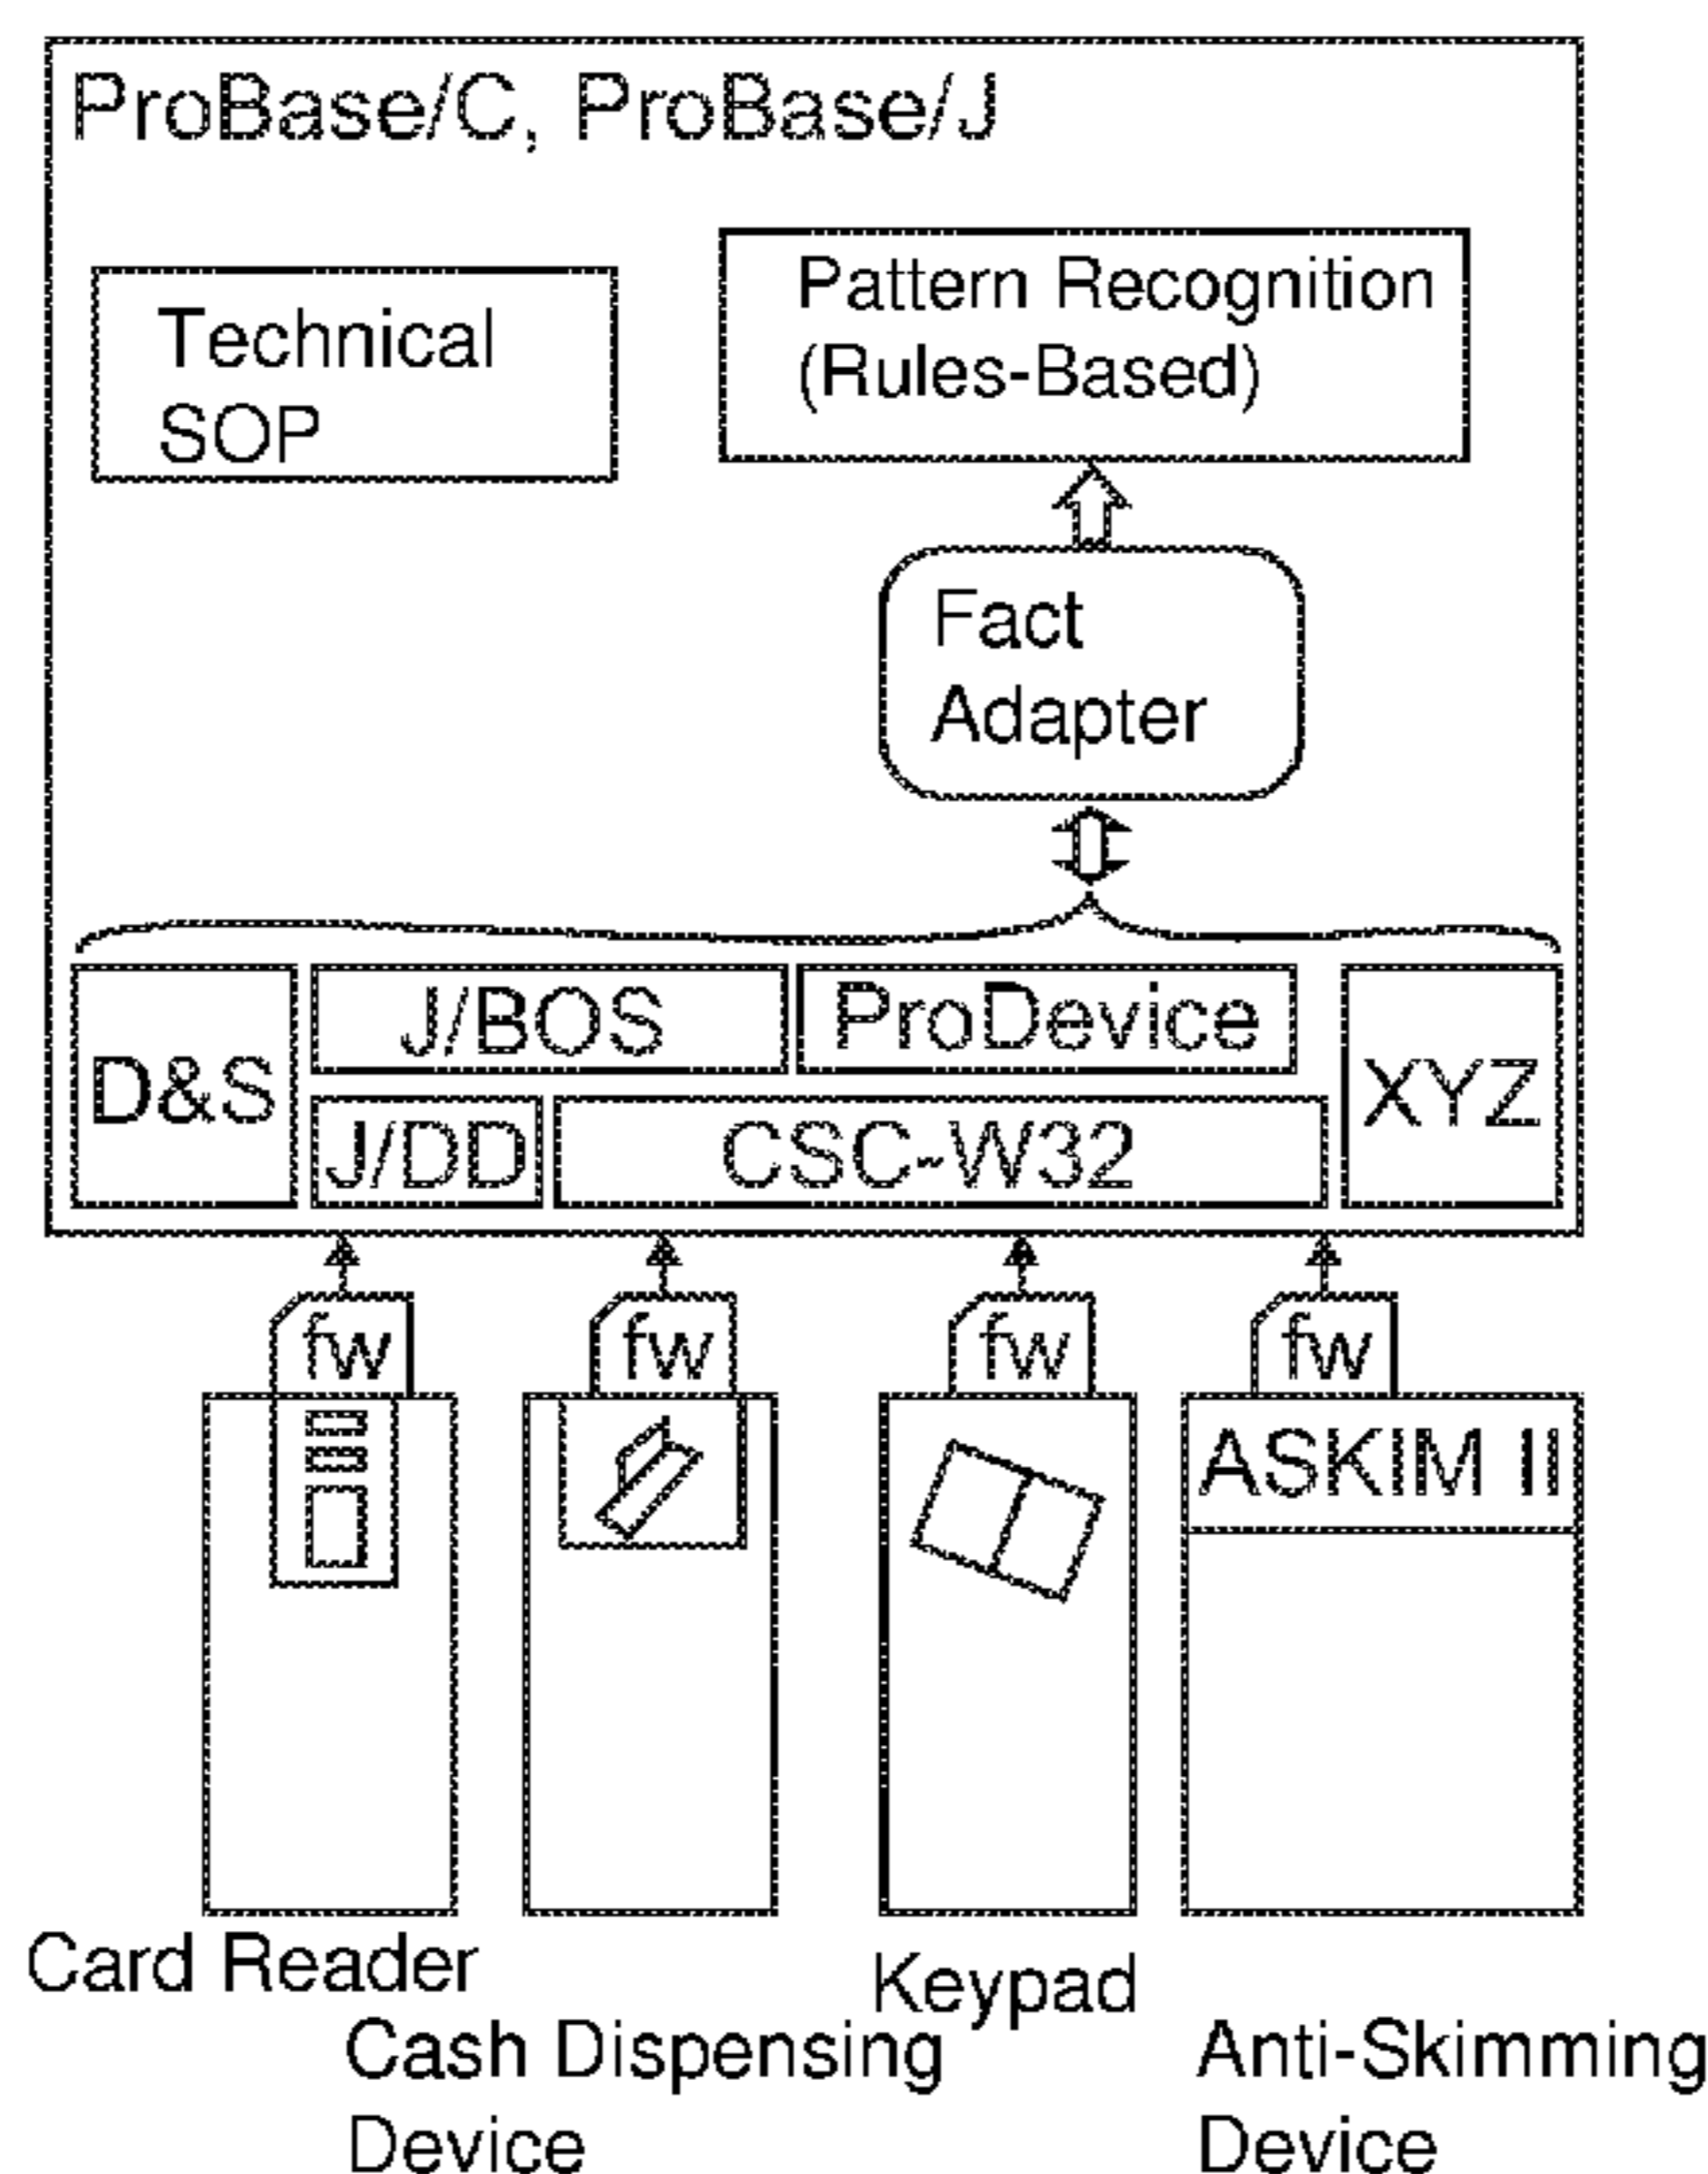 ProBase/C, ProBase/J
Technical
SOP
Pattern Recognition
(Rules-Based)
Fact
Adapter
D&S
J/BOS
ProDevice
XYZ
J/DD
CSC-W32
fw
fw
fw
fw
ASKIM II
Card Reader
Cash Dispensing
Device
Keypad
Anti-Skimming
Device